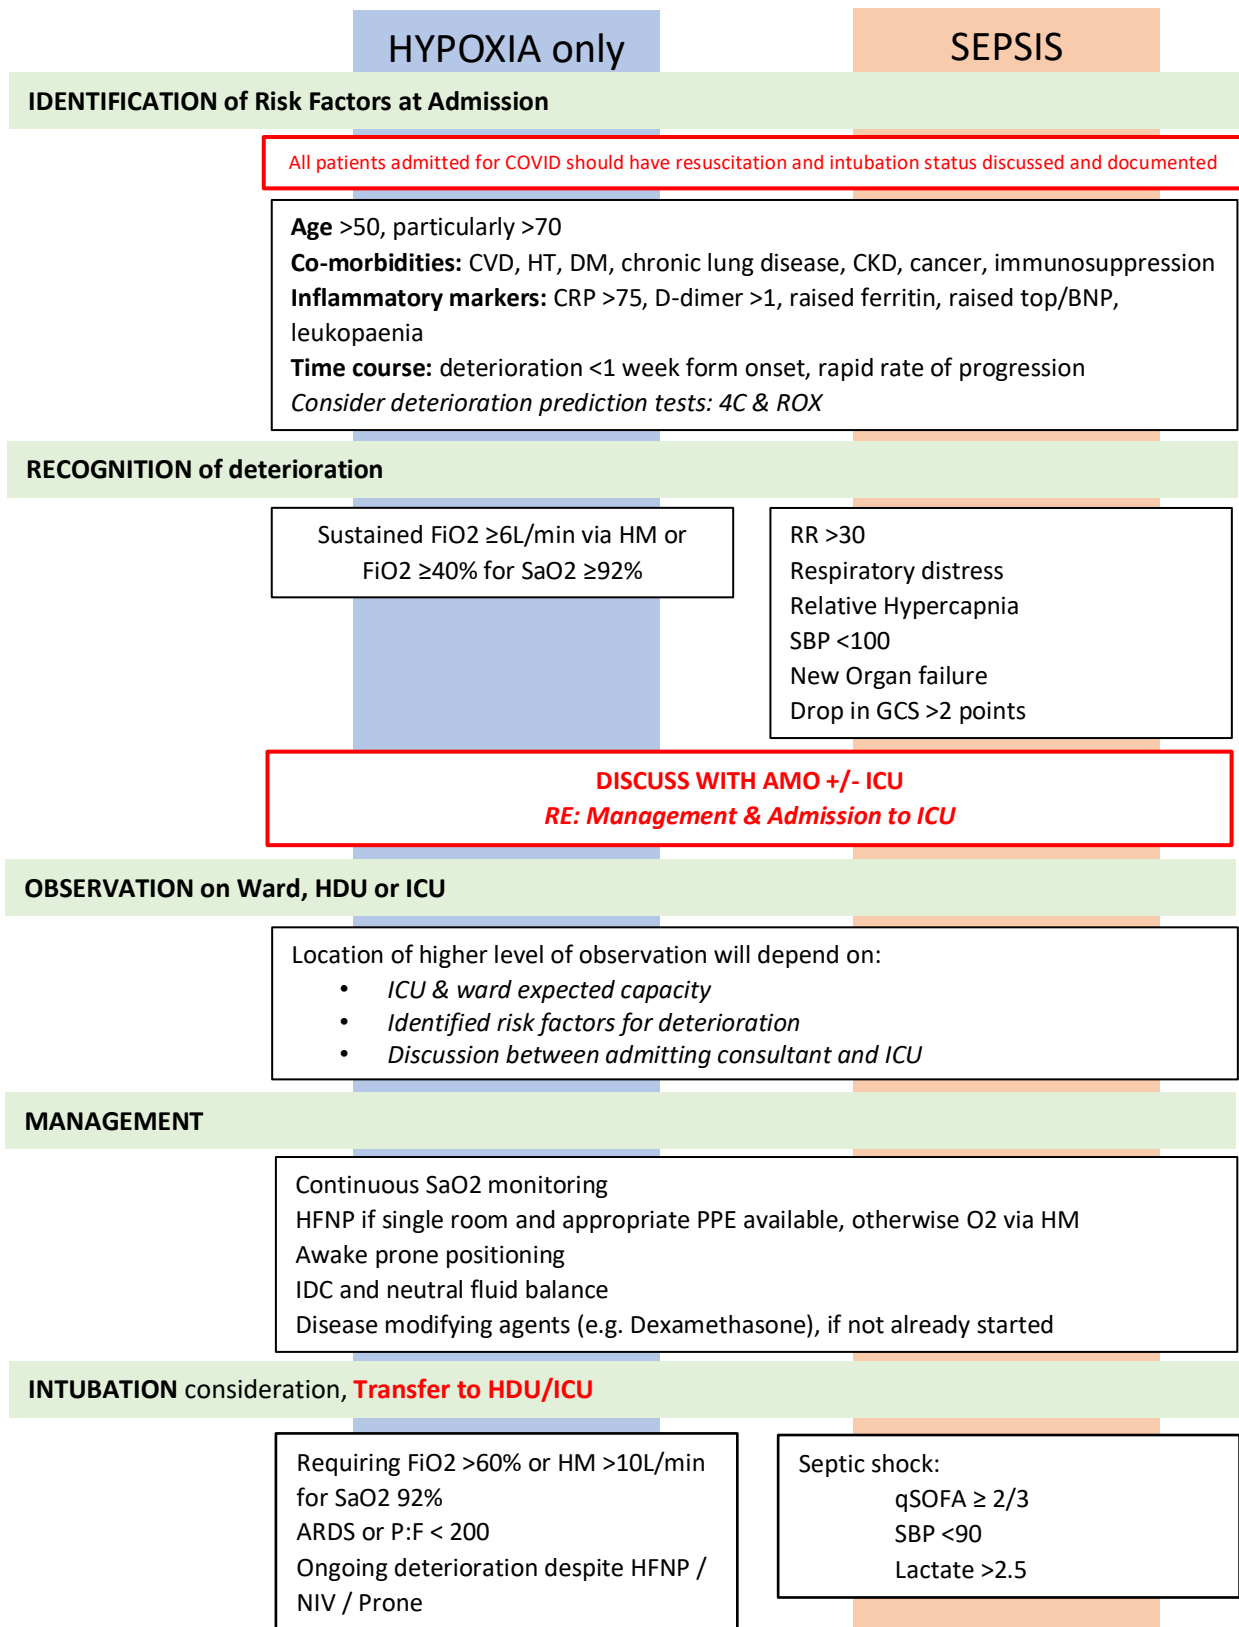 HYPOXIA only
SEPSIS
IDENTIFICATION of Risk Factors at Admission
All patients admitted for COVID should have resuscitation and intubation status discussed and documented
Age >50, particularly >70
Co-morbidities: CVD, HT, DM, chronic lung disease, CKD, cancer, immunosuppression
Inflammatory markers: CRP >75, D-dimer >1, raised ferritin, raised top/BNP,
leukopaenia
Time course: deterioration <1 week form onset, rapid rate of progression
Consider deterioration prediction tests: 4C & ROX
RECOGNITION of deterioration
Sustained FiO2 ≥6L/min via HM or
FiO2 ≥40% for SaO2 ≥92%
RR >30
Respiratory distress
Relative Hypercapnia
SBP <100
New Organ failure
Drop in GCS >2 points
DISCUSS WITH AMO +/- ICU
RE: Management & Admission to ICU
OBSERVATION on Ward, HDU or ICU
Location of higher level of observation will depend on:
• ICU & ward expected capacity
• Identified risk factors for deterioration
• Discussion between admitting consultant and ICU
MANAGEMENT
Continuous SaO2 monitoring
HFNP if single room and appropriate PPE available, otherwise O2 via HM
Awake prone positioning
IDC and neutral fluid balance
Disease modifying agents (e.g. Dexamethasone), if not already started
INTUBATION consideration, Transfer to HDU/ICU
Requiring FiO2 >60% or HM >10L/min
for SaO2 92%
ARDS or P:F < 200
Ongoing deterioration despite HFNP /
NIV / Prone
Septic shock:
qSOFA ≥ 2/3
SBP <90
Lactate >2.5